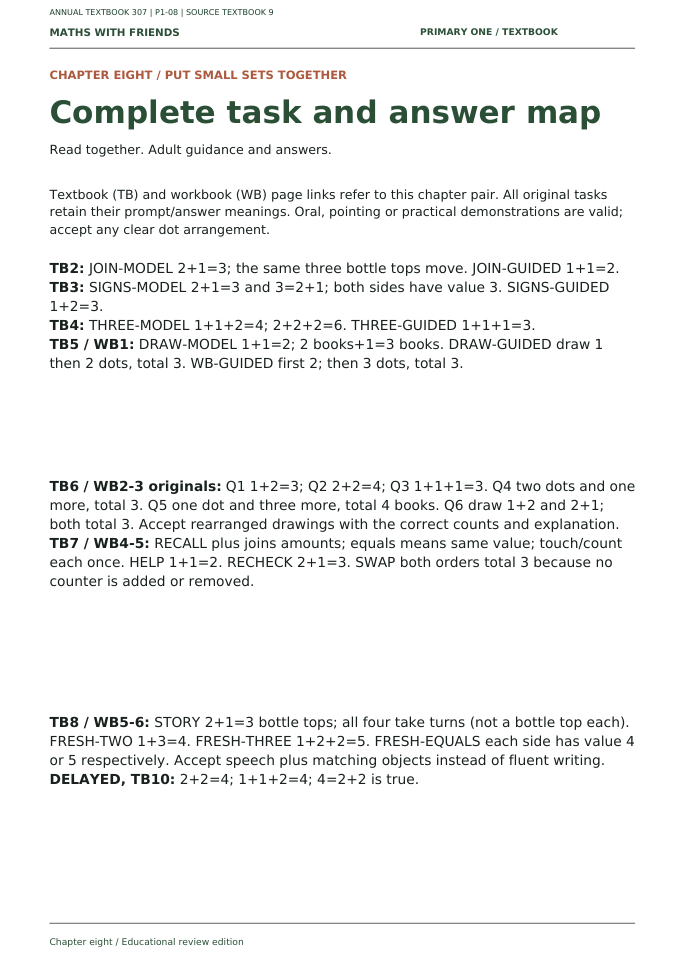 ANNUAL TEXTBOOK 307 | P1-08 | SOURCE TEXTBOOK 9
MATHS WITH FRIENDS
PRIMARY ONE / TEXTBOOK
CHAPTER EIGHT / PUT SMALL SETS TOGETHER
Complete task and answer map
Read together. Adult guidance and answers.
Textbook (TB) and workbook (WB) page links refer to this chapter pair. All original tasks
retain their prompt/answer meanings. Oral, pointing or practical demonstrations are valid;
accept any clear dot arrangement.
TB2: JOIN-MODEL 2+1=3; the same three bottle tops move. JOIN-GUIDED 1+1=2.
TB3: SIGNS-MODEL 2+1=3 and 3=2+1; both sides have value 3. SIGNS-GUIDED
1+2=3.
TB4: THREE-MODEL 1+1+2=4; 2+2+2=6. THREE-GUIDED 1+1+1=3.
TB5 / WB1: DRAW-MODEL 1+1=2; 2 books+1=3 books. DRAW-GUIDED draw 1
then 2 dots, total 3. WB-GUIDED first 2; then 3 dots, total 3.
TB6 / WB2-3 originals: Q1 1+2=3; Q2 2+2=4; Q3 1+1+1=3. Q4 two dots and one
more, total 3. Q5 one dot and three more, total 4 books. Q6 draw 1+2 and 2+1;
both total 3. Accept rearranged drawings with the correct counts and explanation.
TB7 / WB4-5: RECALL plus joins amounts; equals means same value; touch/count
each once. HELP 1+1=2. RECHECK 2+1=3. SWAP both orders total 3 because no
counter is added or removed.
TB8 / WB5-6: STORY 2+1=3 bottle tops; all four take turns (not a bottle top each).
FRESH-TWO 1+3=4. FRESH-THREE 1+2+2=5. FRESH-EQUALS each side has value 4
or 5 respectively. Accept speech plus matching objects instead of fluent writing.
DELAYED, TB10: 2+2=4; 1+1+2=4; 4=2+2 is true.
Chapter eight / Educational review edition